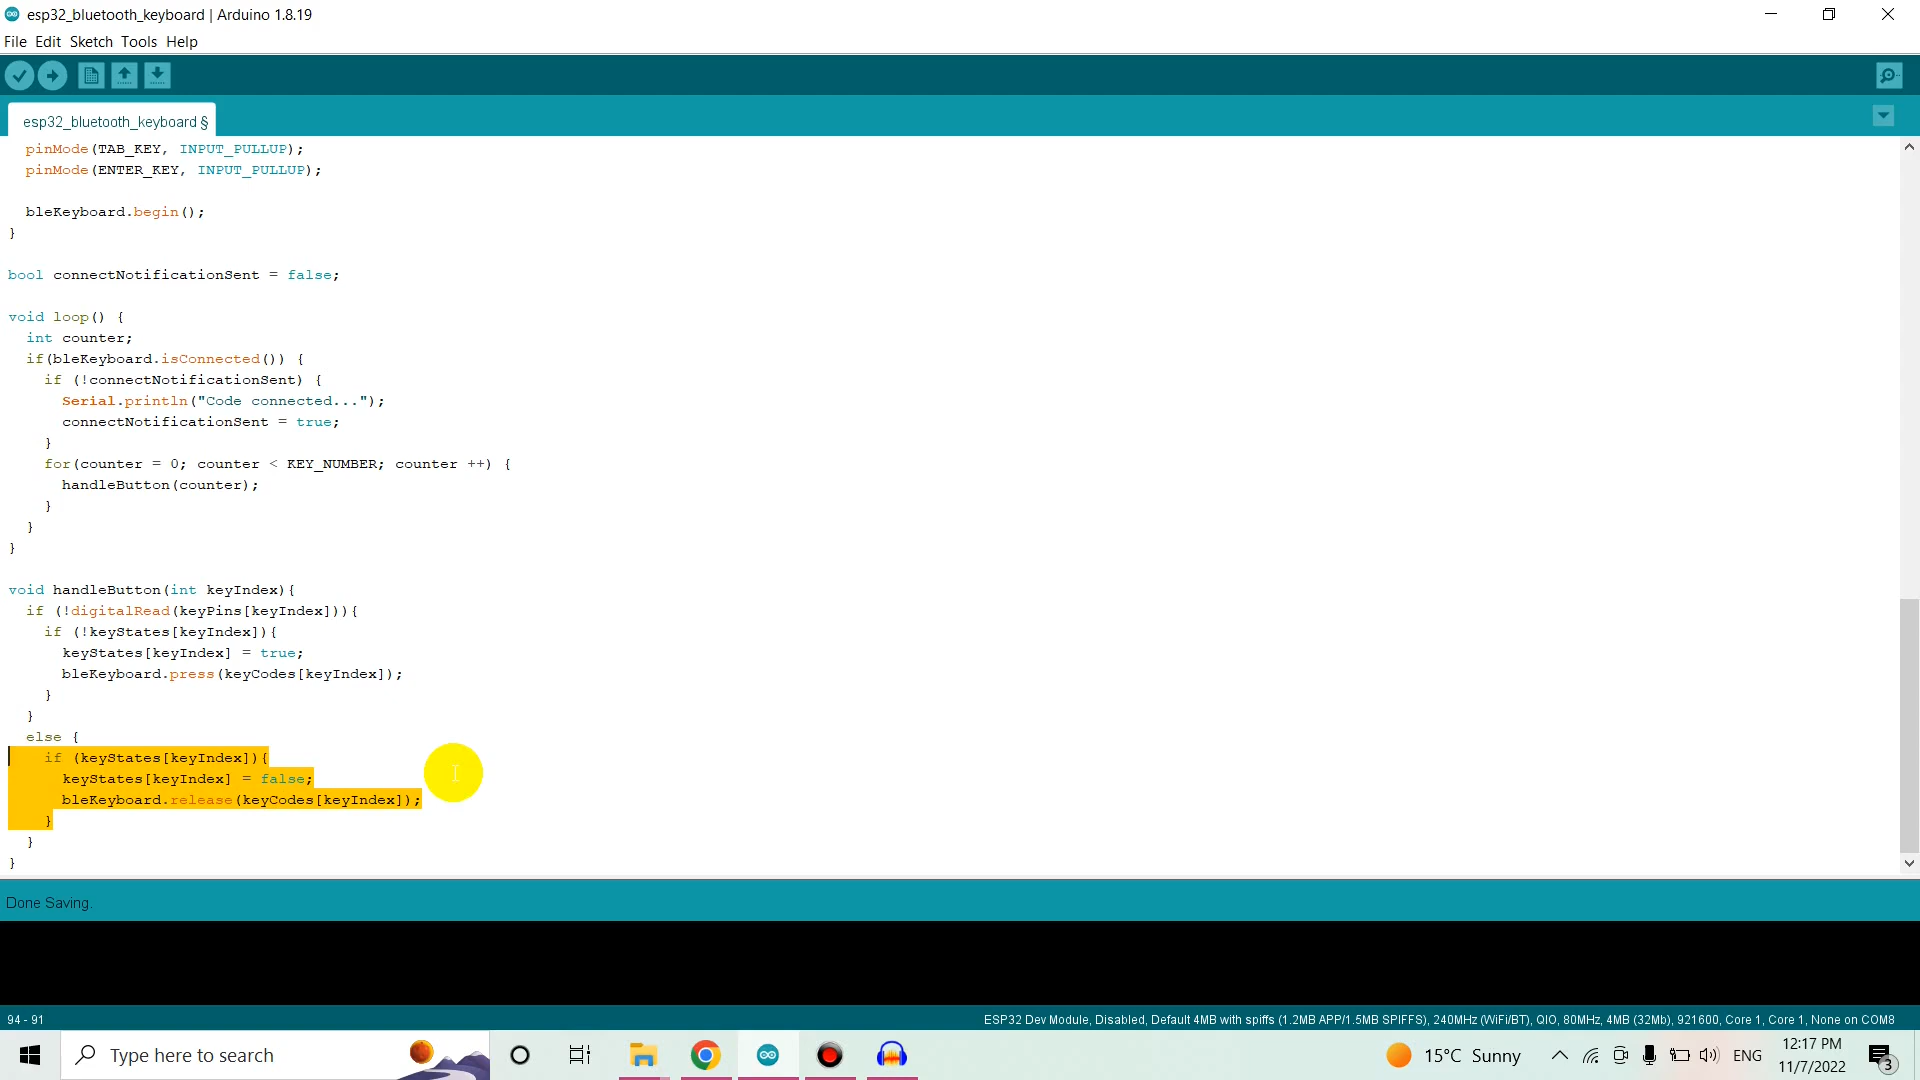 esp32_bluetooth_keyboard | Arduino 1.8.19
File Edit Sketch Tools Help
esp32_bluetooth_keyboard §
pinMode(TAB_KEY, INPUT_PULLUP);
pinMode(ENTER_KEY, INPUT_PULLUP);
bleKeyboard.begin();
}
bool connectNotificationSent = false;
void loop() {
int counter;
if(bleKeyboard.isConnected()) {
if (!connectNotificationSent) {
Serial.println("Code connected...");
connectNotificationSent = true;
}
for(counter = 0; counter < KEY_NUMBER; counter ++) {
handleButton(counter);
}
}
}
void handleButton(int keyIndex){
if (!digitalRead(keyPins[keyIndex])){
if (!keyStates[keyIndex]){
keyStates[keyIndex] = true;
bleKeyboard.press(keyCodes[keyIndex]);
}
}
else {
if (keyStates[keyIndex]){
keyStates[keyIndex] = false;
bleKeyboard.release(keyCodes[keyIndex]);
}
}
}
Done Saving.
94 - 91
ESP32 Dev Module, Disabled, Default 4MB with spiffs (1.2MB APP/1.5MB SPIFFS), 240MHz (WiFi/BT), QIO, 80MHz, 4MB (32Mb), 921600, Core 1, Core 1, None on COM8
Type here to search
15°C Sunny
ENG
12:17 PM
11/7/2022
3